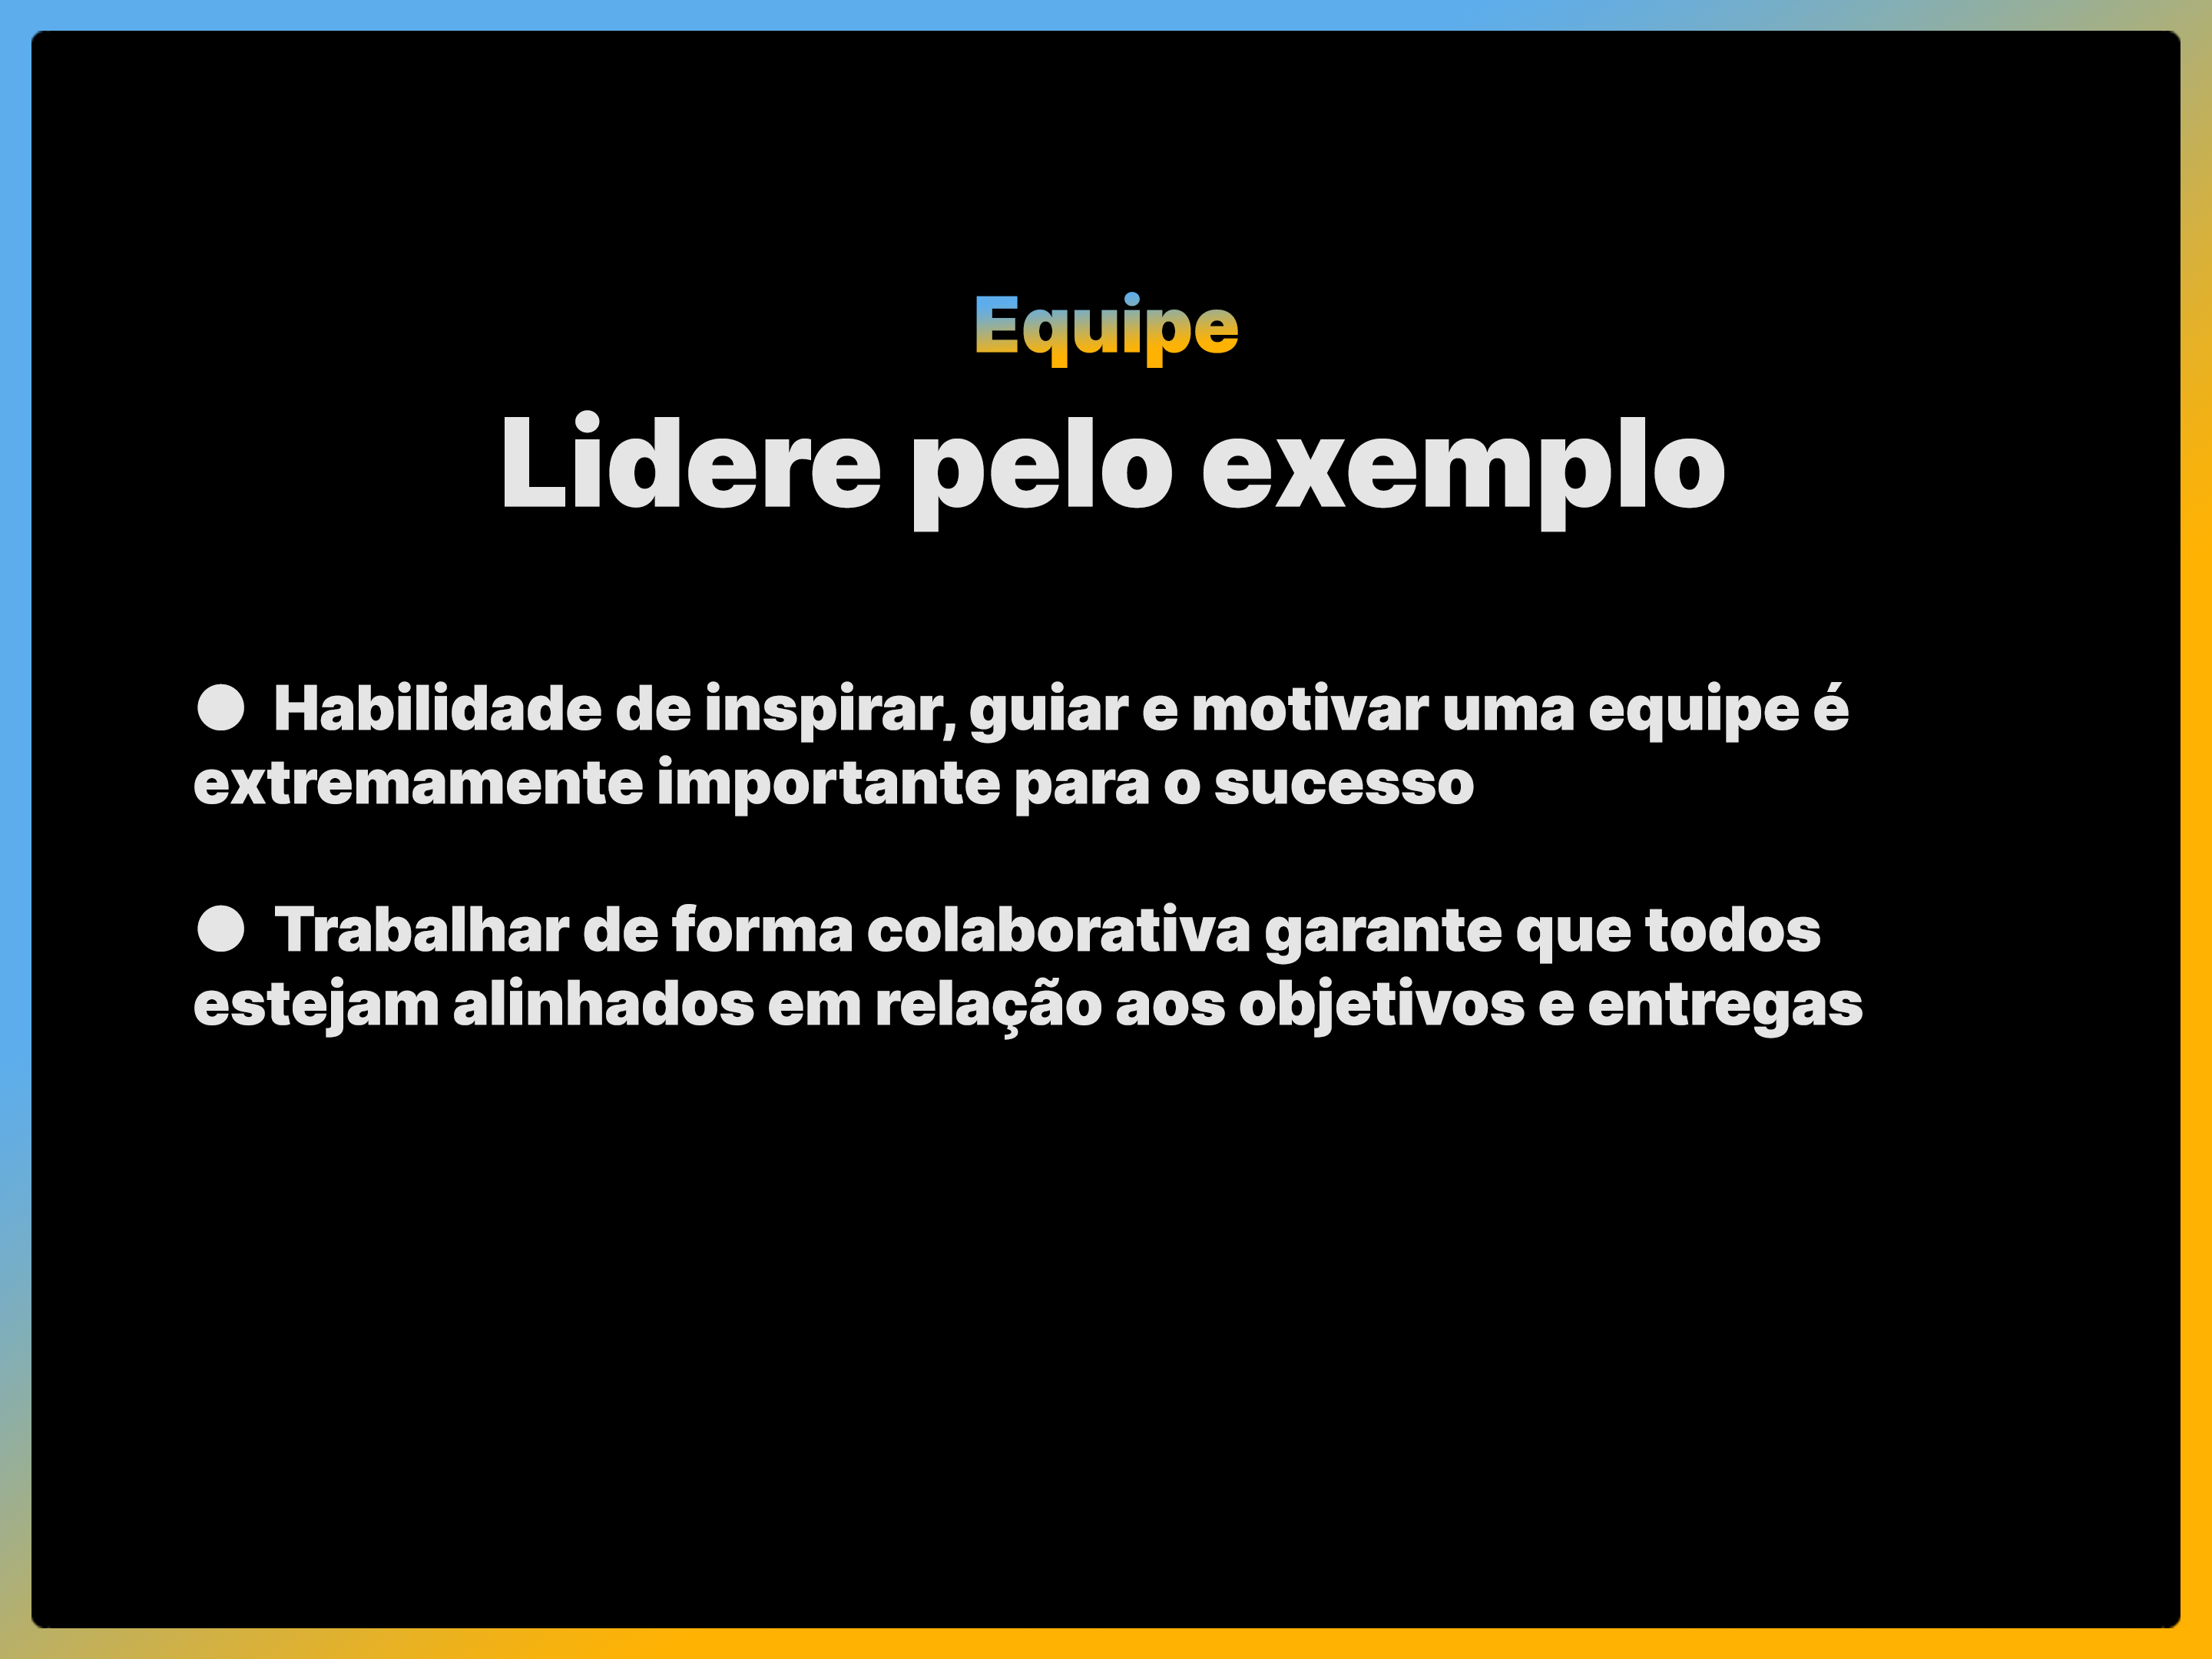 Equipe
Lidere pelo exemplo
● Habilidade de inspirar, guiar e motivar uma equipe é
extremamente importante para o sucesso
● Trabalhar de forma colaborativa garante que todos
estejam alinhados em relação aos objetivos e entregas